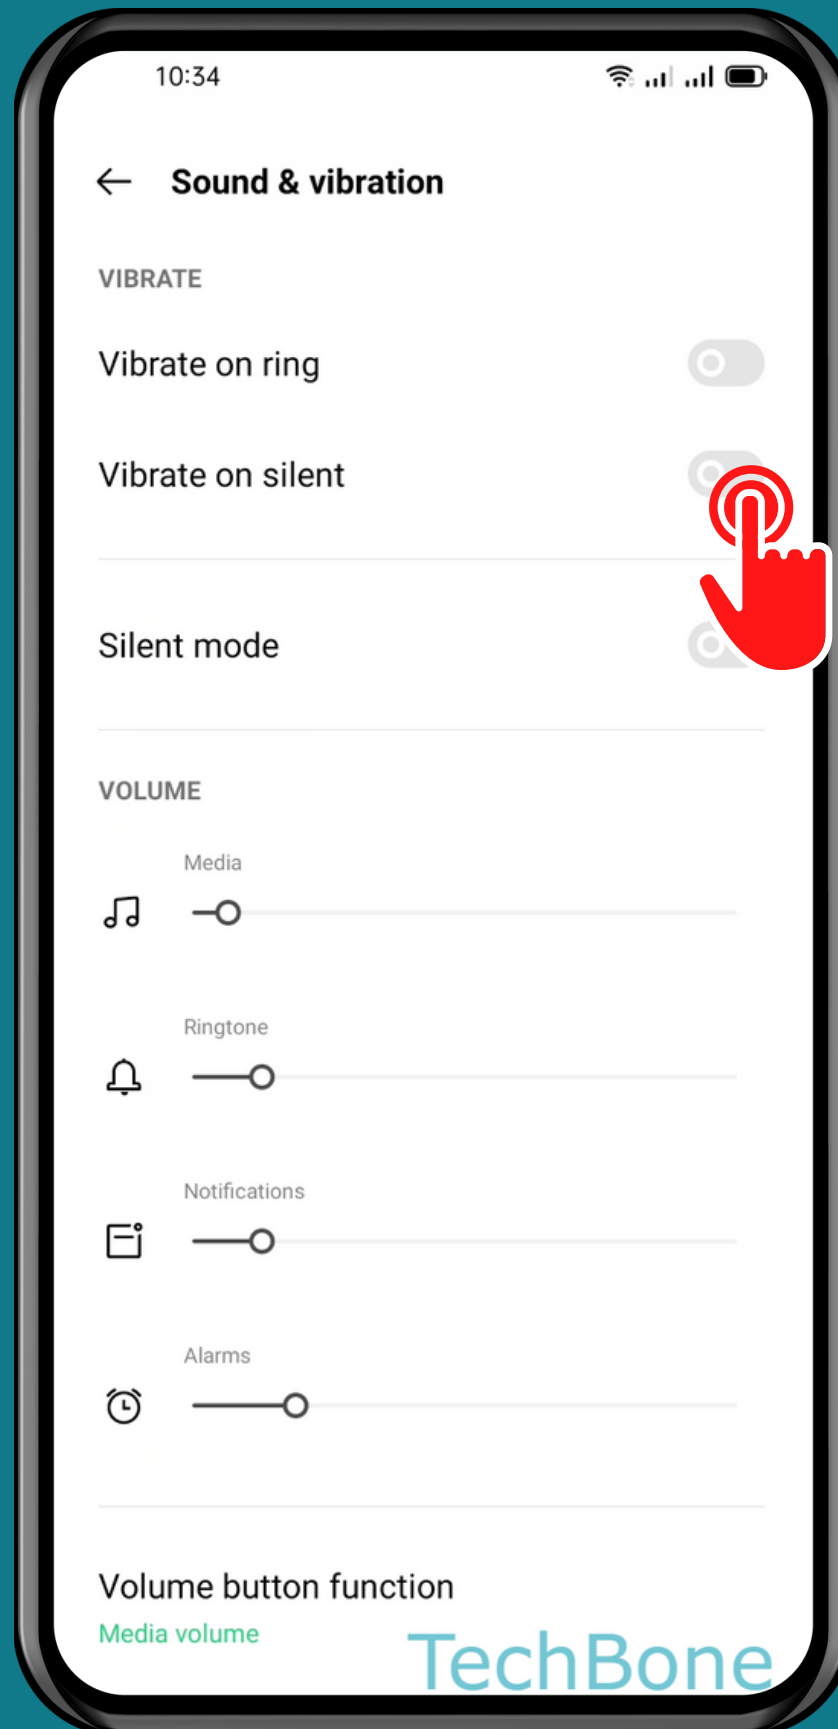 10:34
Sound & vibration
VIBRATE
Vibrate on ring
Vibrate on silent
Silent mode
VOLUME
Media
Ringtone
Notifications
Alarms
Volume button function
Media volume
TechBone